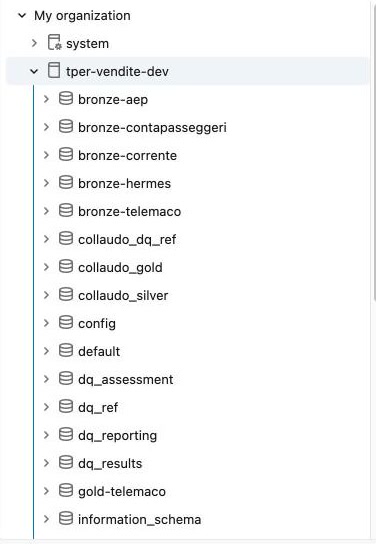 My organization
system
tper-vendite-dev
bronze-aep
bronze-contapasseggeri
bronze-corrente
bronze-hermes
bronze-telemaco
collaudo_dq_ref
collaudo_gold
collaudo_silver
config
default
dq_assessment
dq_ref
dq_reporting
dq_results
gold-telemaco
information_schema